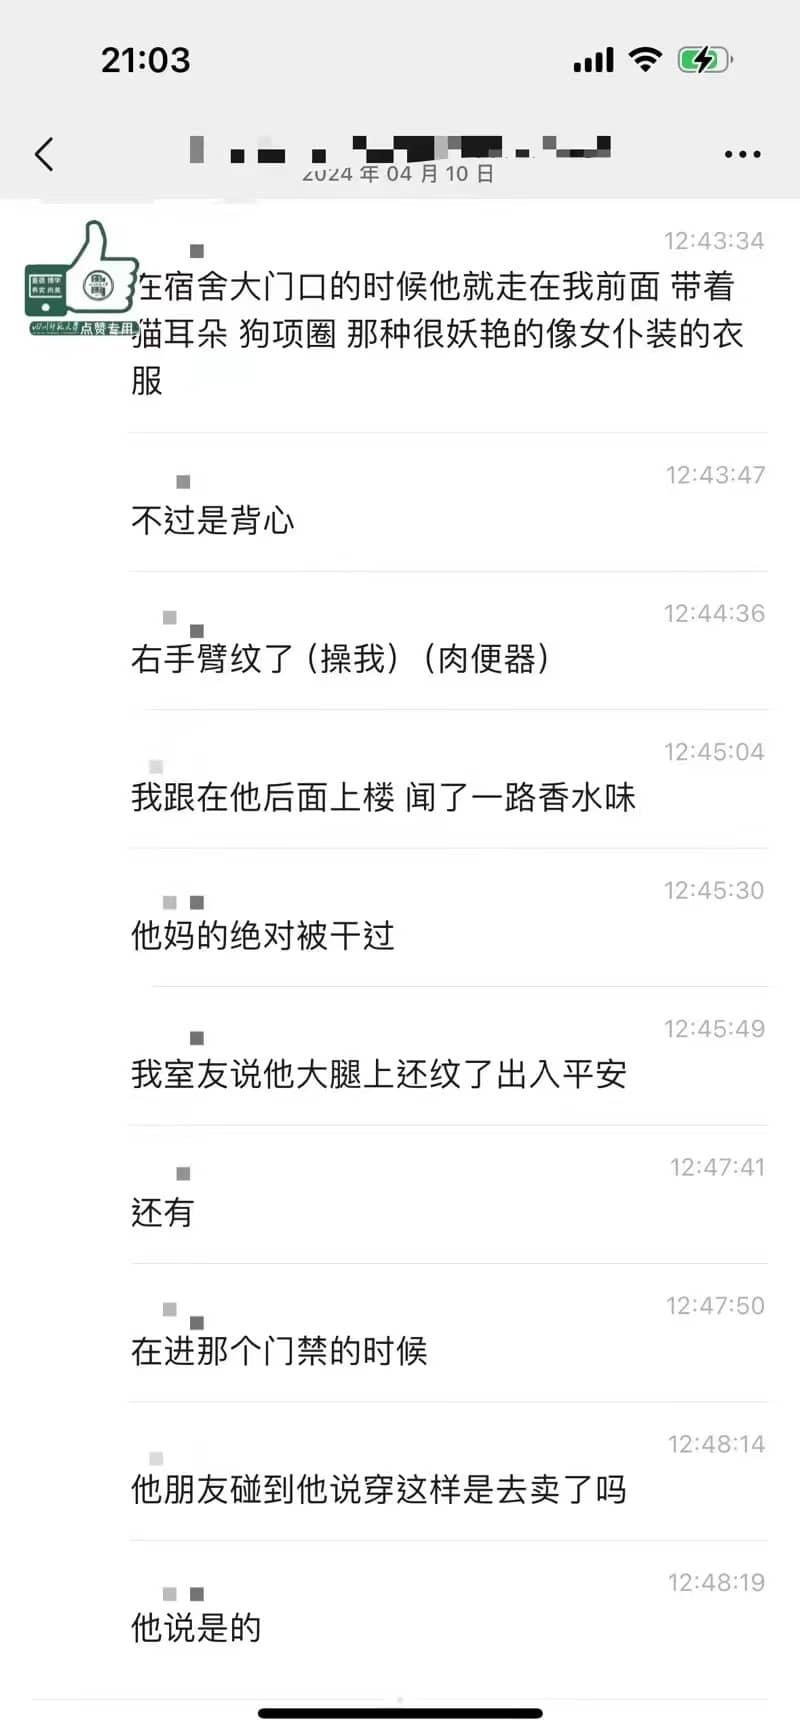 21:03
2024 年 04 月 10 日
12:43:34
在宿舍大门口的时候他就走在我前面 带着
猫耳朵 狗项圈 那种很妖艳的像女仆装的衣
服
点赞专用
12:43:47
不过是背心
12:44:36
右手臂纹了（操我）（肉便器）
12:45:04
我跟在他后面上楼 闻了一路香水味
12:45:30
他妈的绝对被干过
12:45:49
我室友说他大腿上还纹了出入平安
12:47:41
还有
12:47:50
在进那个门禁的时候
12:48:14
他朋友碰到他说穿这样是去卖了吗
12:48:19
他说是的